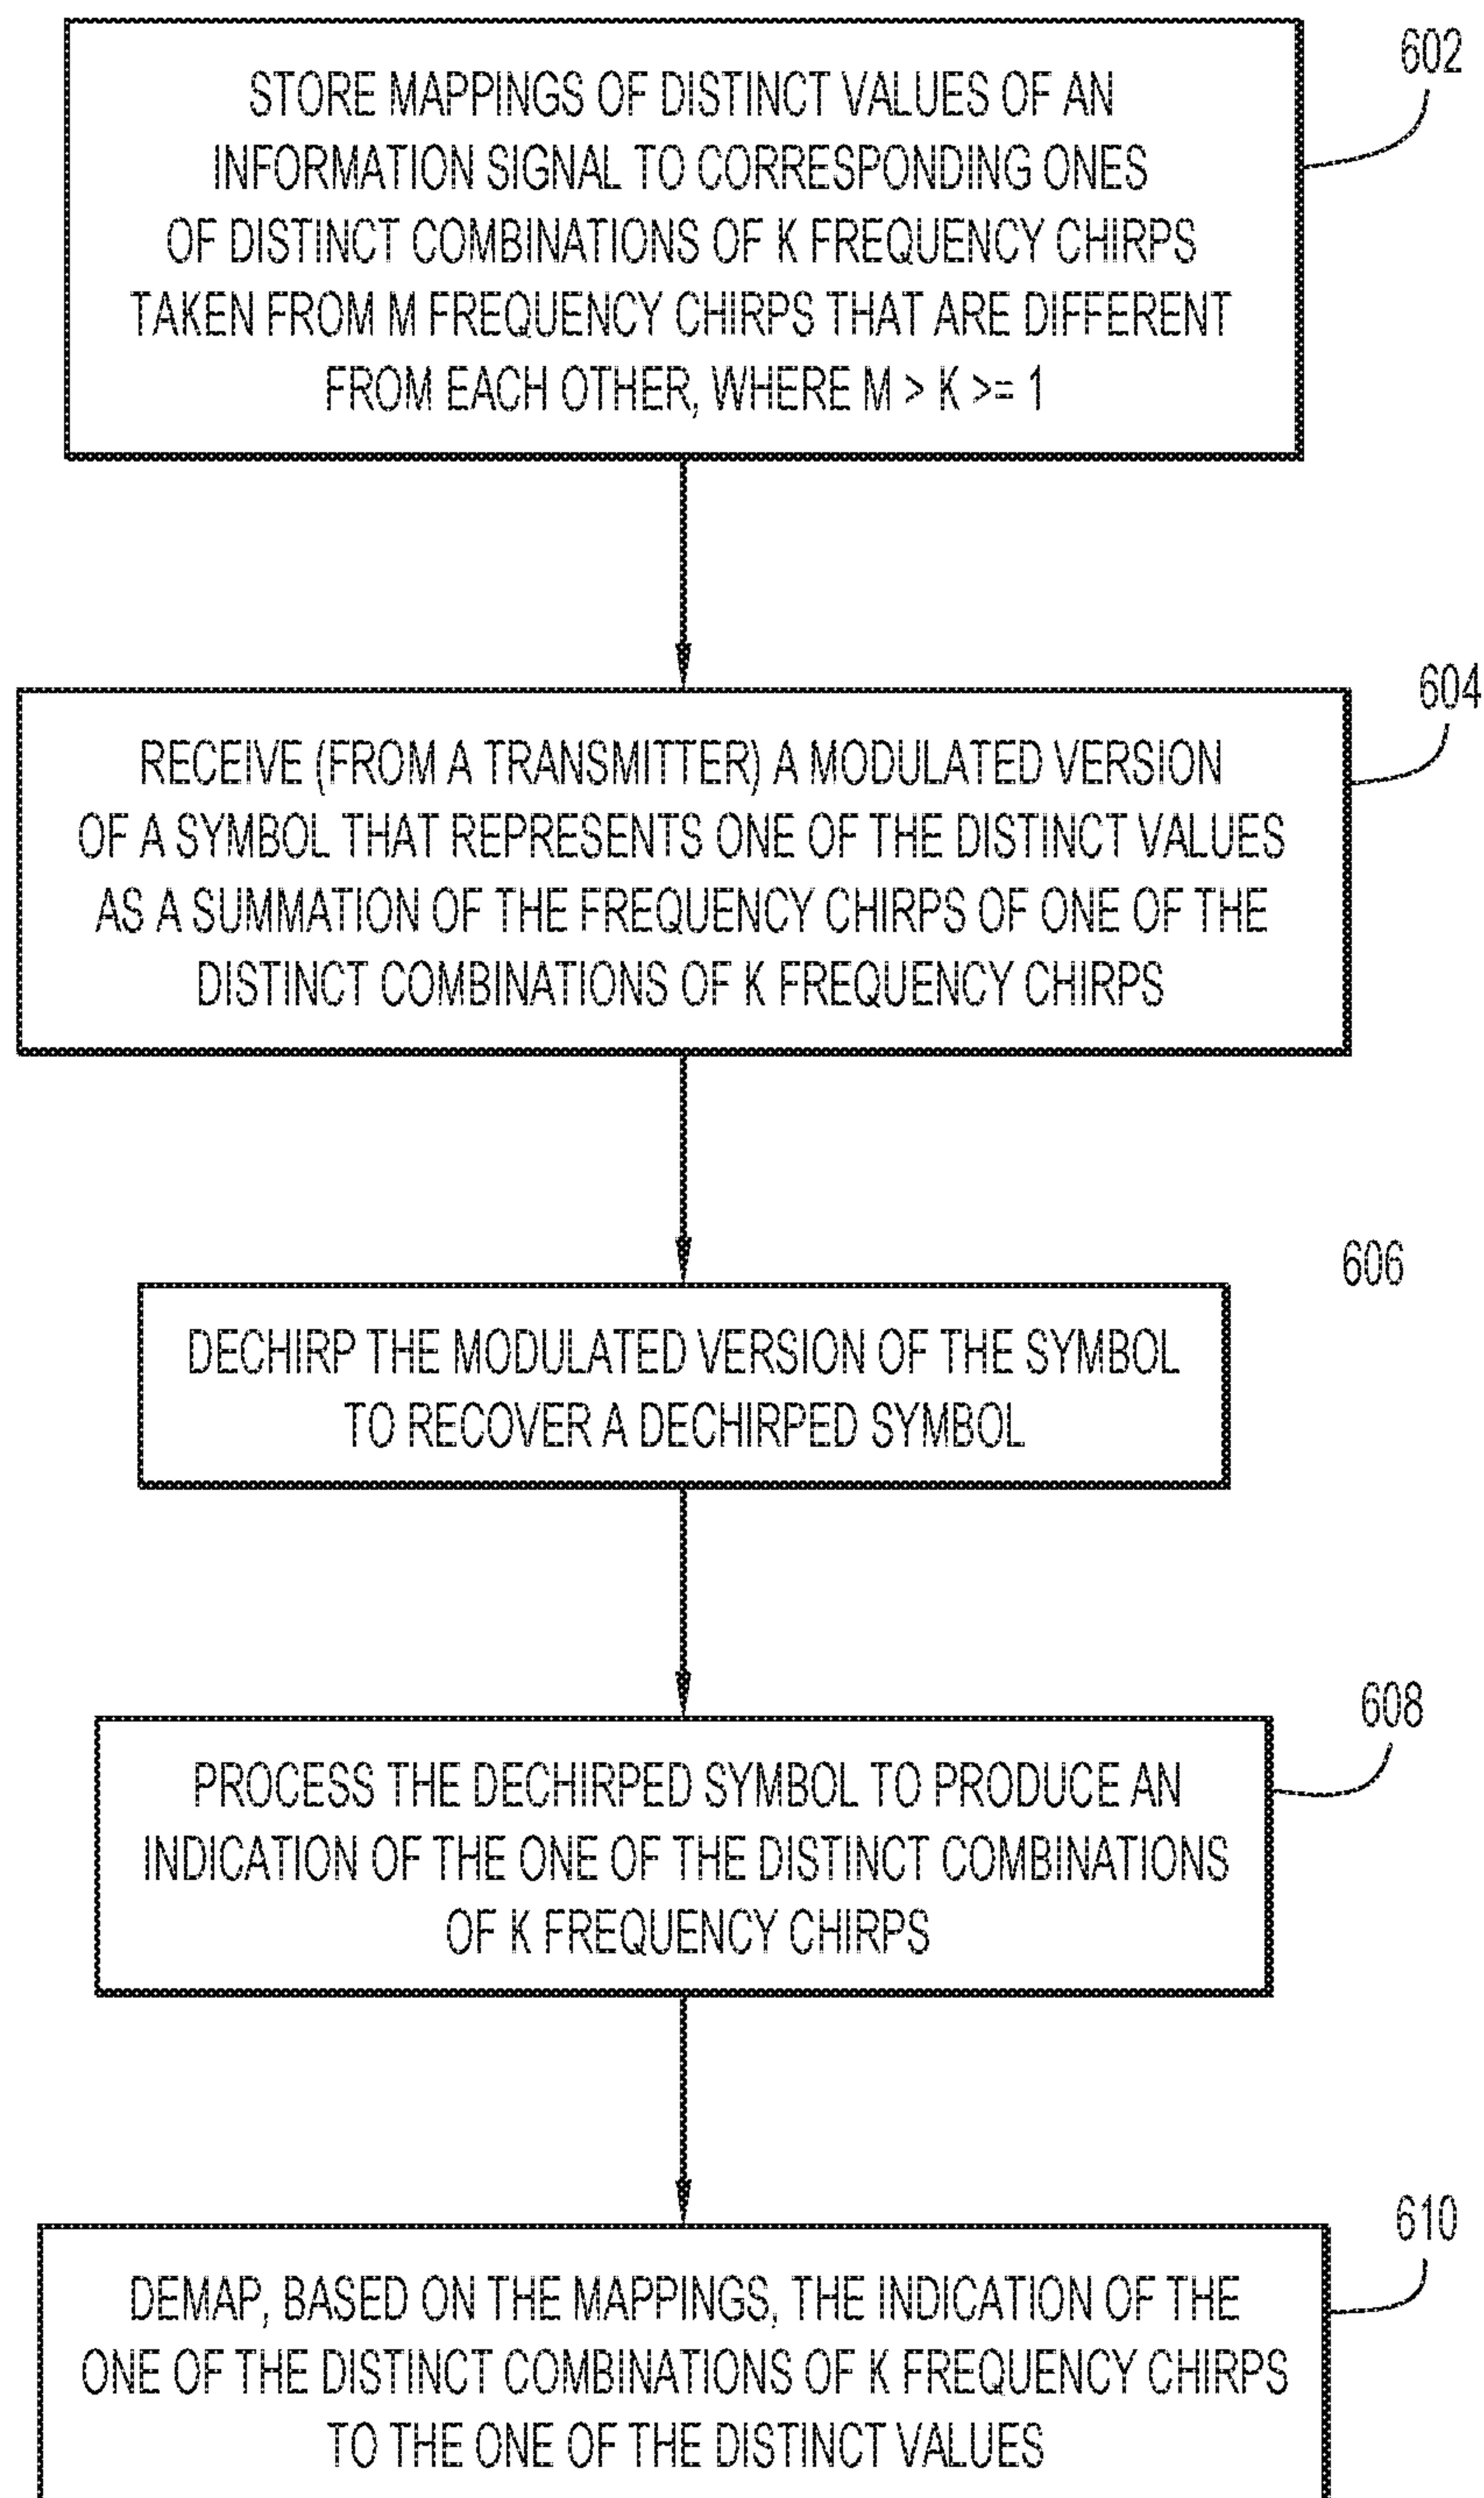 602
STORE MAPPINGS OF DISTINCT VALUES OF AN
INFORMATION SIGNAL TO CORRESPONDING ONES
OF DISTINCT COMBINATIONS OF K FREQUENCY CHIRPS
TAKEN FROM M FREQUENCY CHIRPS THAT ARE DIFFERENT
FROM EACH OTHER, WHERE M > K >= 1
604
RECEIVE (FROM A TRANSMITTER) A MODULATED VERSION
OF A SYMBOL THAT REPRESENTS ONE OF THE DISTINCT VALUES
AS A SUMMATION OF THE FREQUENCY CHIRPS OF ONE OF THE
DISTINCT COMBINATIONS OF K FREQUENCY CHIRPS
606
DECHIRP THE MODULATED VERSION OF THE SYMBOL
TO RECOVER A DECHIRPED SYMBOL
608
PROCESS THE DECHIRPED SYMBOL TO PRODUCE AN
INDICATION OF THE ONE OF THE DISTINCT COMBINATIONS
OF K FREQUENCY CHIRPS
610
DEMAP, BASED ON THE MAPPINGS, THE INDICATION OF THE
ONE OF THE DISTINCT COMBINATIONS OF K FREQUENCY CHIRPS
TO THE ONE OF THE DISTINCT VALUES